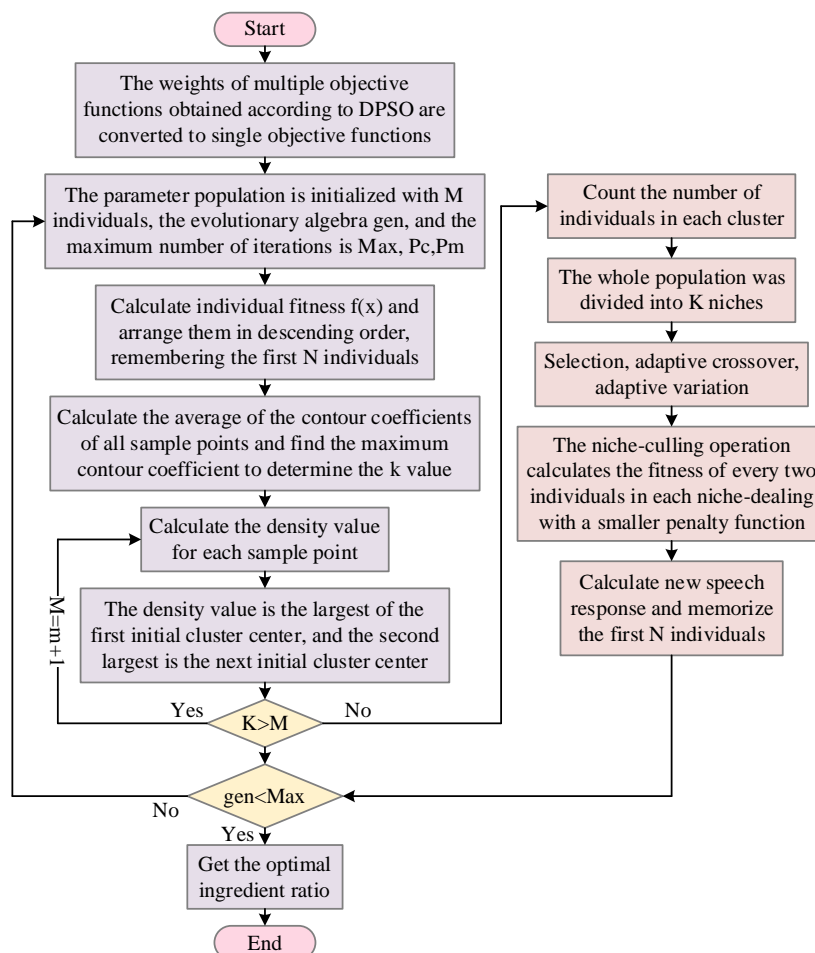 Start
The weights of multiple objective
functions obtained according to DPSO are
converted to single objective functions
The parameter population is initialized with M
individuals, the evolutionary algebra gen, and the
maximum number of iterations is Max, Pc,Pm
Calculate individual fitness f(x) and
arrange them in descending order,
remembering the first N individuals
Calculate the average of the contour coefficients
of all sample points and find the maximum
contour coefficient to determine the k value
Calculate the density value
for each sample point
M=m+1
The density value is the largest of the
first initial cluster center, and the second
largest is the next initial cluster center
Yes
K>M
No
Count the number of
individuals in each cluster
The whole population was
divided into K niches
Selection, adaptive crossover,
adaptive variation
The niche-culling operation
calculates the fitness of every two
individuals in each niche-dealing
with a smaller penalty function
Calculate new speech
response and memorize
the first N individuals
gen<Max
No
Yes
Get the optimal
ingredient ratio
End